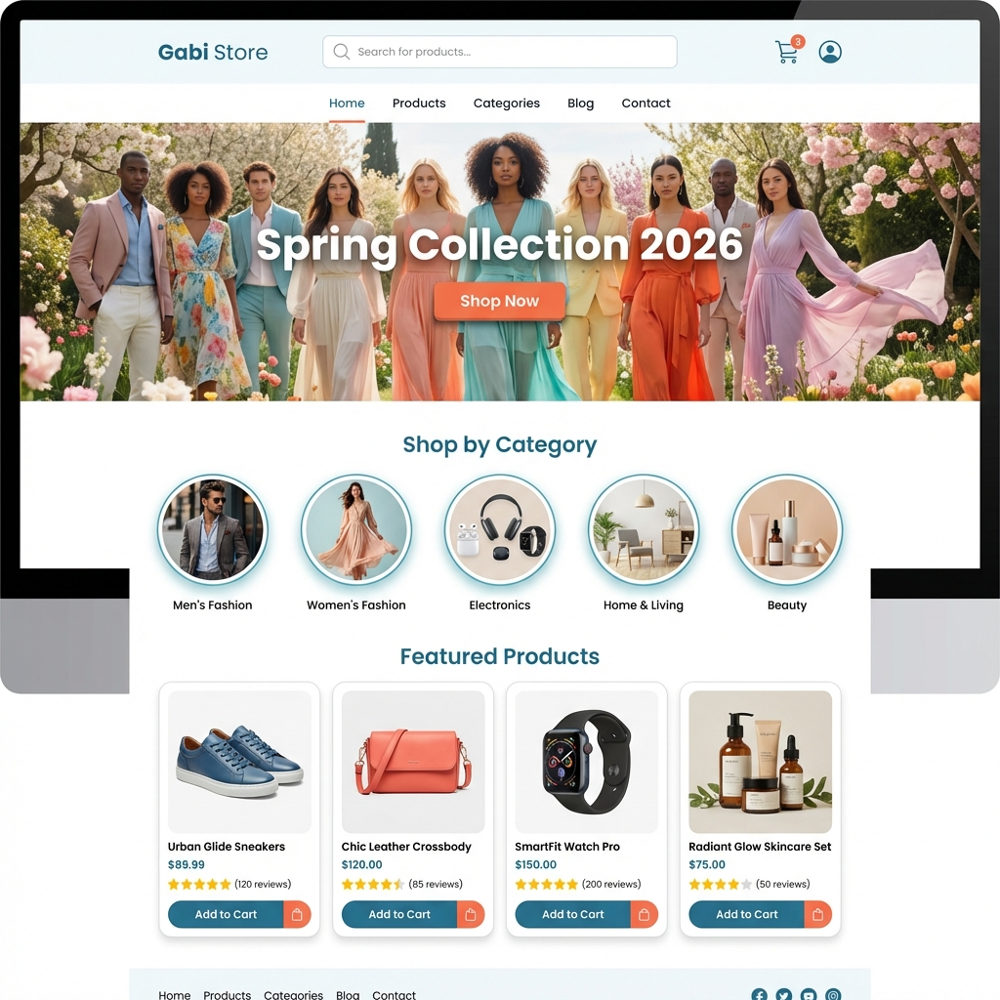 Gabi Store
Search for products...
3
Home Products Categories Blog Contact
Spring Collection 2026
Shop Now
Shop by Category
Men's Fashion Women's Fashion Electronics Home & Living Beauty
Featured Products
Urban Glide Sneakers Chic Leather Crossbody SmartFit Watch Pro Radiant Glow Skincare Set
$89.99 $120.00 $150.00 $75.00
(120 reviews) (85 reviews) (200 reviews) (50 reviews)
Add to Cart Add to Cart Add to Cart Add to Cart
Home Products Categories Blog Contact